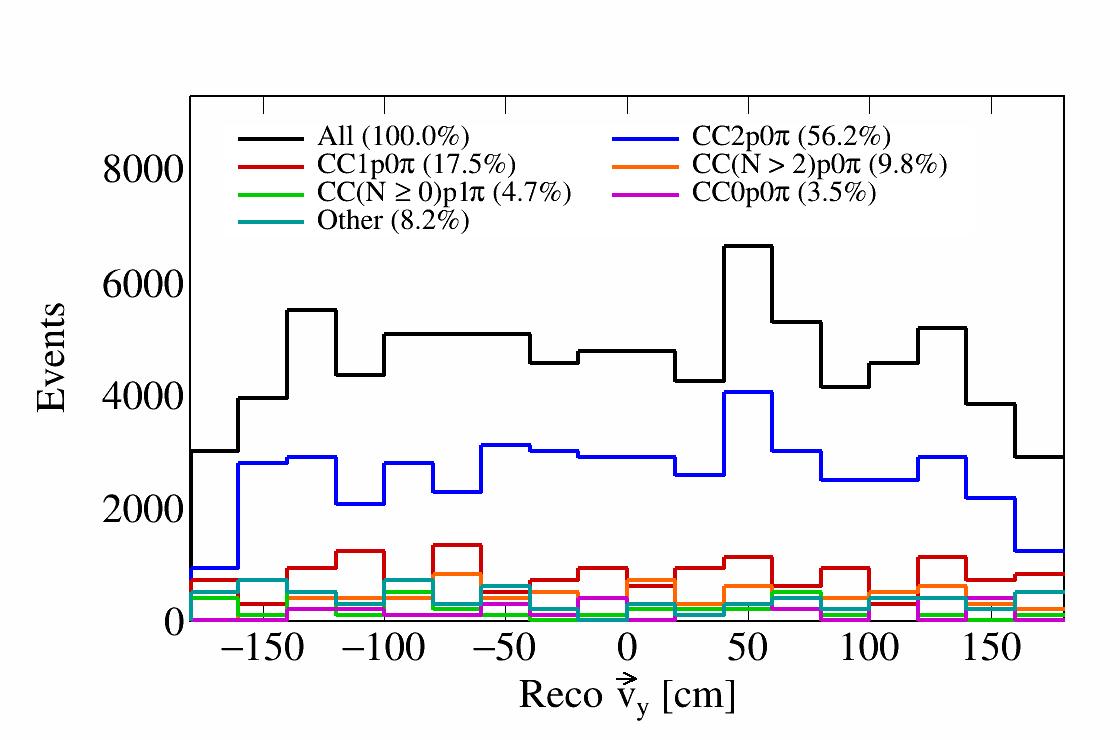 All (100.0%)
CC2p0π (56.2%)
CC1p0π (17.5%)
CC(N > 2)p0π (9.8%)
CC(N ≥ 0)p1π (4.7%)
CC0p0π (3.5%)
Other (8.2%)
8000
6000
4000
2000
0
Events
−150 −100 −50 0 50 100 150
Reco v⃗y [cm]